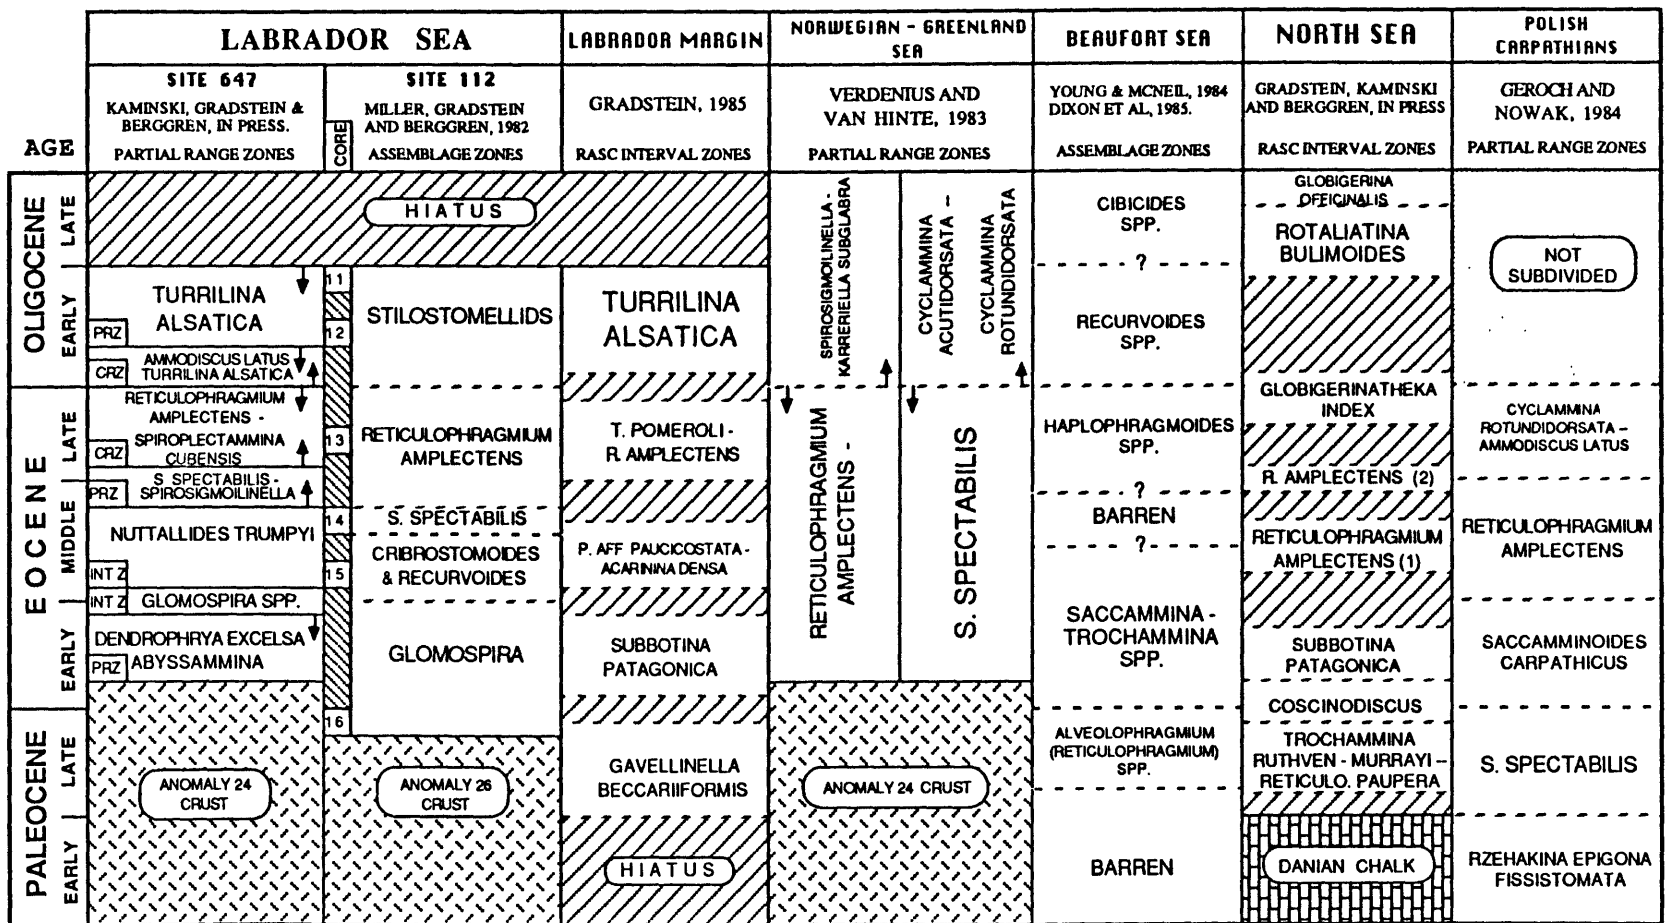 LABRADOR SEA
LABRADOR MARGIN
NORWEGIAN - GREENLAND
SEA
BEAUFORT SEA
NORTH SEA
POLISH
CARPATHIANS
SITE 647
KAMINSKI, GRADSTEIN &
BERGGREN, IN PRESS.
PARTIAL RANGE ZONES
CORE
SITE 112
MILLER, GRADSTEIN
AND BERGGREN, 1982
ASSEMBLAGE ZONES
GRADSTEIN, 1985
RASC INTERVAL ZONES
VERDENIUS AND
VAN HINTE, 1983
PARTIAL RANGE ZONES
YOUNG & MCNEIL, 1984
DIXON ET AL, 1985.
ASSEMBLAGE ZONES
GRADSTEIN, KAMINSKI
AND BERGGREN, IN PRESS
RASC INTERVAL ZONES
GEROCH AND
NOWAK, 1984
PARTIAL RANGE ZONES
AGE
OLIGOCENE
LATE
EARLY
EOCENE
LATE
MIDDLE
EARLY
PALEOCENE
LATE
EARLY
HIATUS
TURRILINA
ALSATICA
PRZ
AMMODISCUS LATUS
TURRILINA ALSATICA
CRZ
RETICULOPHRAGMIUM
AMPLECTENS -
SPIROPLECTAMMINA
CUBENSIS
CRZ
S SPECTABILIS -
SPIROSIGMOILINELLA
PRZ
NUTTALLIDES TRUMPYI
INT Z
INT Z
GLOMOSPIRA SPP.
DENDROPHRYA EXCELSA
ABYSSAMMINA
PRZ
ANOMALY 24
CRUST
11
12
13
14
15
16
STILOSTOMELLIDS
RETICULOPHRAGMIUM
AMPLECTENS
S. SPECTABILIS
CRIBROSTOMOIDES
& RECURVOIDES
GLOMOSPIRA
ANOMALY 26
CRUST
TURRILINA
ALSATICA
T. POMEROLI -
R. AMPLECTENS
P. AFF PAUCICOSTATA -
ACARININA DENSA
SUBBOTINA
PATAGONICA
GAVELLINELLA
BECCARIIFORMIS
HIATUS
SPIROSIGMOILINELLA -
KARRERIELLA SUBGLABRA
CYCLAMMINA
ACUTIDORSATA -
CYCLAMMINA
ROTUNDIDORSATA
RETICULOPHRAGMIUM
AMPLECTENS -
S. SPECTABILIS
ANOMALY 24 CRUST
CIBICIDES
SPP.
?
RECURVOIDES
SPP.
HAPLOPHRAGMOIDES
SPP.
?
BARREN
?
SACCAMMINA -
TROCHAMMINA
SPP.
ALVEOLOPHRAGMIUM
(RETICULOPHRAGMIUM)
SPP.
BARREN
GLOBIGERINA
OFFICINALIS
ROTALIATINA
BULIMOIDES
GLOBIGERINATHEKA
INDEX
R. AMPLECTENS (2)
RETICULOPHRAGMIUM
AMPLECTENS (1)
SUBBOTINA
PATAGONICA
COSCINODISCUS
TROCHAMMINA
RUTHVEN - MURRAYI -
RETICULO. PAUPERA
DANIAN CHALK
NOT
SUBDIVIDED
CYCLAMMINA
ROTUNDIDORSATA -
AMMODISCUS LATUS
RETICULOPHRAGMIUM
AMPLECTENS
SACCAMMINOIDES
CARPATHICUS
S. SPECTABILIS
RZEHAKINA EPIGONA
FISSISTOMATA